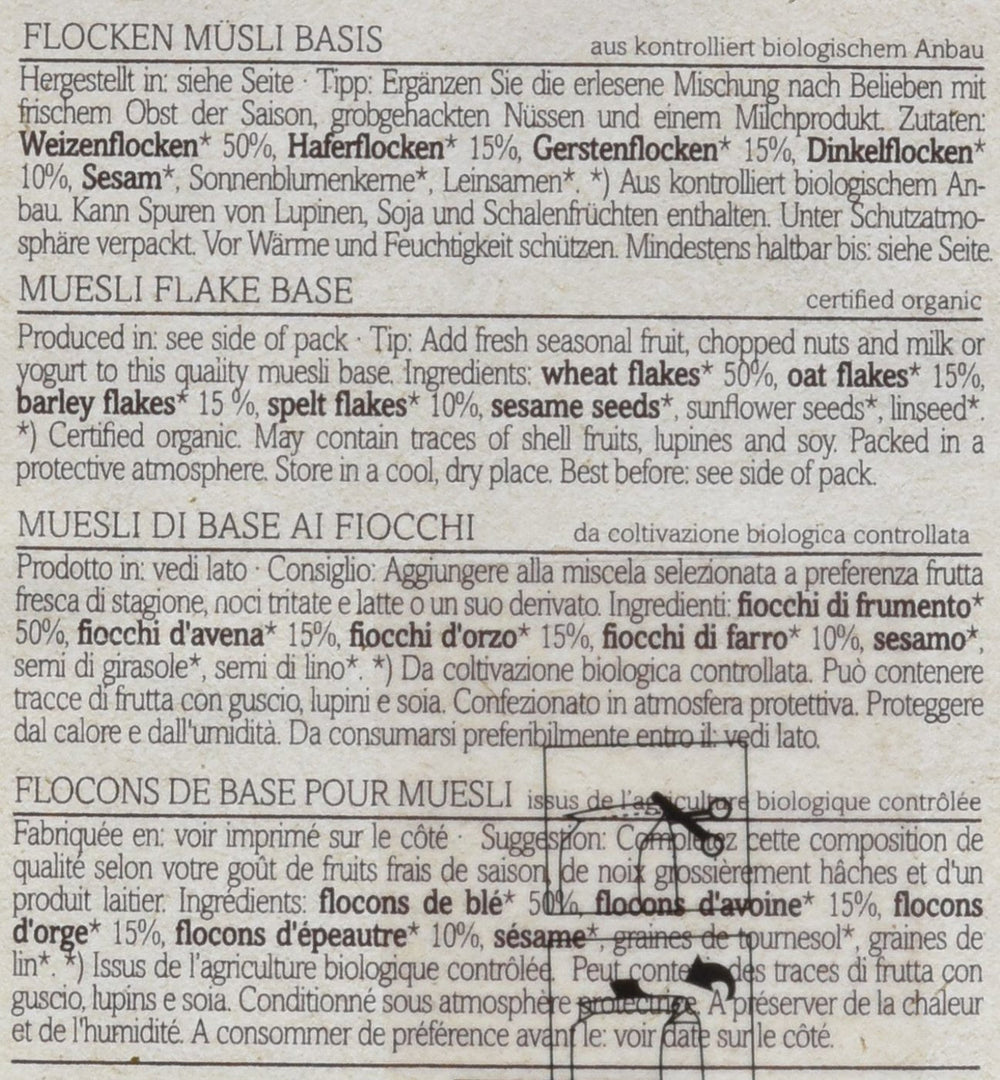 FLOCKEN MÜSLI BASIS aus kontrolliert biologischem Anbau
Hergestellt in: siehe Seite · Tipp: Ergänzen Sie die erlesene Mischung nach Belieben mit
frischem Obst der Saison, grobgehackten Nüssen und einem Milchprodukt. Zutaten:
Weizenflocken* 50%, Haferflocken* 15%, Gerstenflocken* 15%, Dinkelflocken*
10%, Sesam*, Sonnenblumenkerne*, Leinsamen*. *) Aus kontrolliert biologischem An-
bau. Kann Spuren von Lupinen, Soja und Schalenfrüchten enthalten. Unter Schutzatmo-
sphäre verpackt. Vor Wärme und Feuchtigkeit schützen. Mindestens haltbar bis: siehe Seite.
MUESLI FLAKE BASE certified organic
Produced in: see side of pack · Tip: Add fresh seasonal fruit, chopped nuts and milk or
yogurt to this quality muesli base. Ingredients: wheat flakes* 50%, oat flakes* 15%,
barley flakes* 15 %, spelt flakes* 10%, sesame seeds*, sunflower seeds*, linseed*.
*) Certified organic. May contain traces of shell fruits, lupines and soy. Packed in a
protective atmosphere. Store in a cool, dry place. Best before: see side of pack.
MUESLI DI BASE AI FIOCCHI da coltivazione biologica controllata
Prodotto in: vedi lato · Consiglio: Aggiungere alla miscela selezionata a preferenza frutta
fresca di stagione, noci tritate e latte o un suo derivato. Ingredienti: fiocchi di frumento*
50%, fiocchi d'avena* 15%, fiocchi d'orzo* 15%, fiocchi di farro* 10%, sesamo*,
semi di girasole*, semi di lino*. *) Da coltivazione biologica controllata. Può contenere
tracce di frutta con guscio, lupini e soia. Confezionato in atmosfera protettiva. Proteggere
dal calore e dall'umidità. Da consumarsi preferibilmente entro il: vedi lato.
FLOCONS DE BASE POUR MUESLI issus de l'agriculture biologique contrôlée
Fabriquée en: voir imprimé sur le côté · Suggestion: Complétez cette composition de
qualité selon votre goût de fruits frais de saison, de noix grossièrement hâches et d'un
produit laitier. Ingrédients: flocons de blé* 50%, flocons d'avoine* 15%, flocons
d'orge* 15%, flocons d'épeautre* 10%, sésame*, graines de tournesol*, graines de
lin*. *) Issus de l'agriculture biologique contrôlée. Peut contenir des traces di frutta con
guscio, lupins e soia. Conditionné sous atmosphère protectrice. A préserver de la chaleur
et de l'humidité. A consommer de préférence avant le: voir date sur le côté.